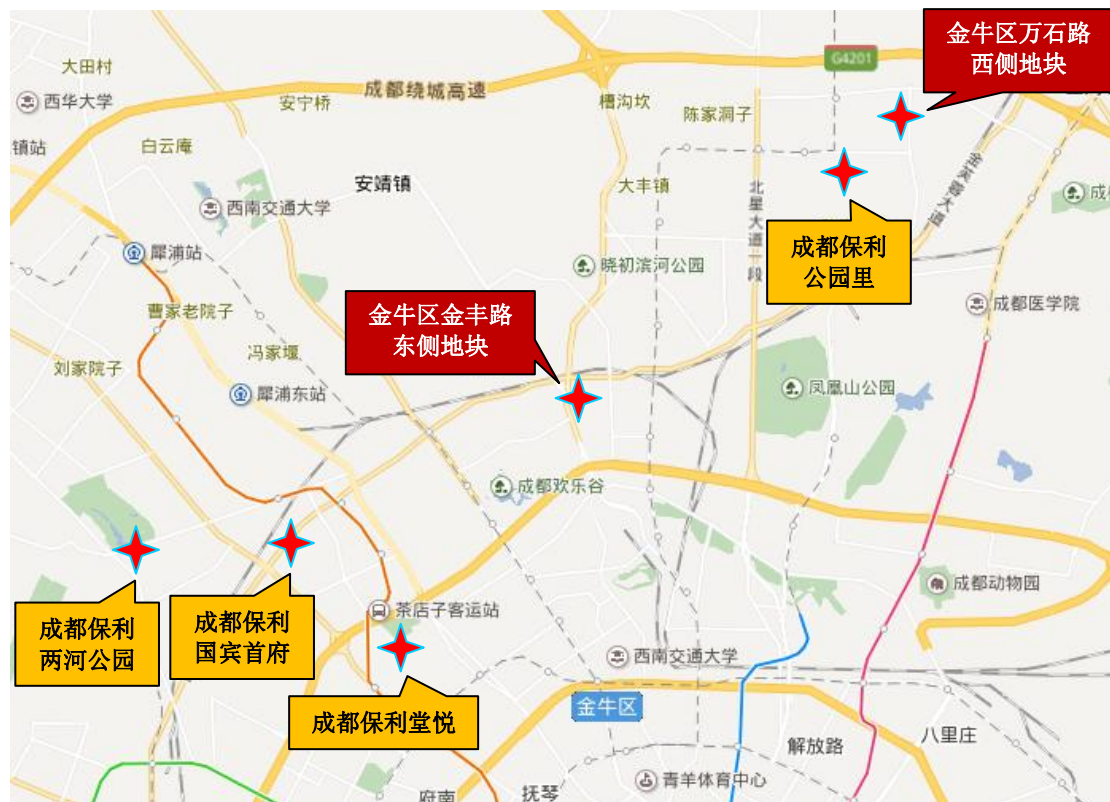 金牛区万石路
西侧地块
G4201
大田村
西华大学
安宁桥
成都绕城高速
槽沟坎
陈家洞子
镇站
白云庵
安靖镇
大丰镇
北星大道一段
金芙蓉大道
西南交通大学
成都保利
公园里
犀浦站
晓初滨河公园
曹家老院子
金牛区金丰路
东侧地块
成都医学院
冯家堰
刘家院子
犀浦东站
凤凰山公园
成都欢乐谷
成都动物园
茶店子客运站
成都保利
两河公园
成都保利
国宾首府
西南交通大学
成都保利堂悦
金牛区
解放路
八里庄
青羊体育中心
抚琴
府南